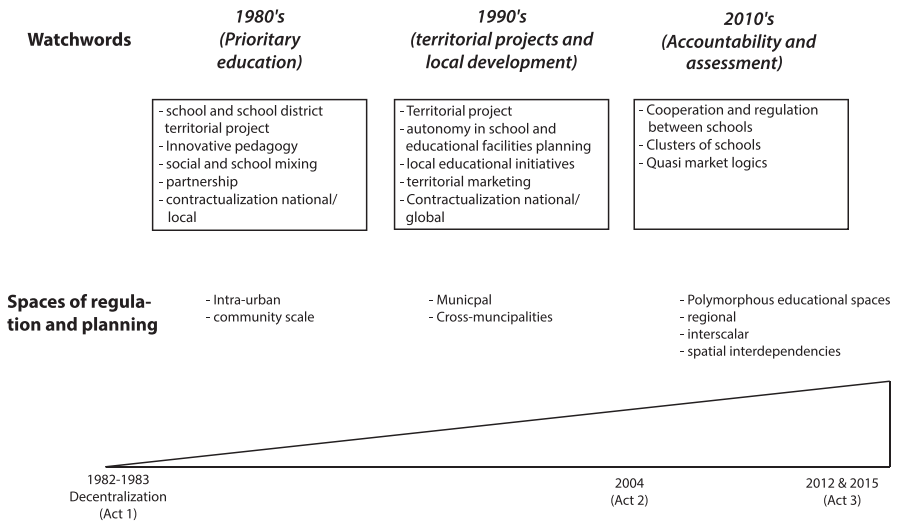 Watchwords
1980's
(Prioritary
education)
1990's
(territorial projects and
local development)
2010's
(Accountability and
assessment)
- school and school district
territorial project
- Innovative pedagogy
- social and school mixing
- partnership
- contractualization national/
local
- Territorial project
- autonomy in school and
educational facilities planning
- local educational initiatives
- territorial marketing
- Contractualization national/
global
- Cooperation and regulation
between schools
- Clusters of schools
- Quasi market logics
Spaces of regula-
tion and planning
- Intra-urban
- community scale
- Municpal
- Cross-muncipalities
- Polymorphous educational spaces
- regional
- interscalar
- spatial interdependencies
1982-1983
Decentralization
(Act 1)
2004
(Act 2)
2012 & 2015
(Act 3)